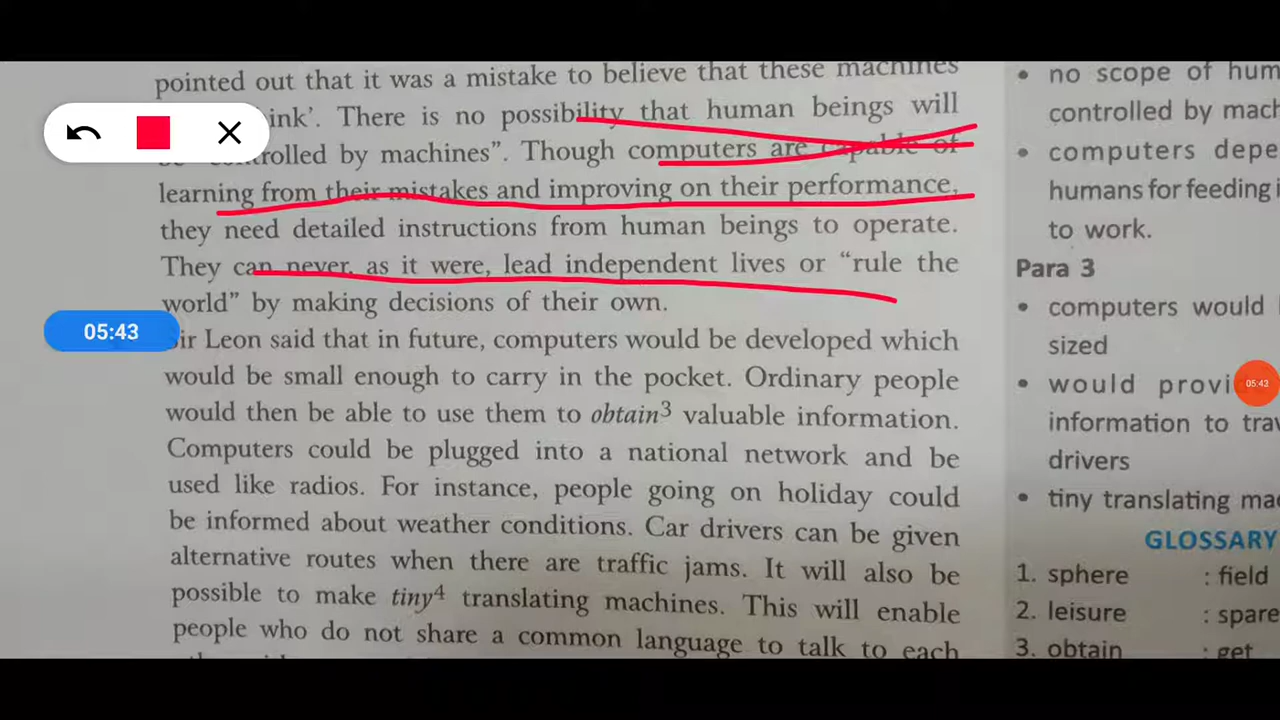 pointed out that it was a mistake to believe that these machines
ink'. There is no possibility that human beings will
controlled by machines". Though computers are capable of
learning from their mistakes and improving on their performance,
they need detailed instructions from human beings to operate.
They can never, as it were, lead independent lives or "rule the
world" by making decisions of their own.
05:43
Sir Leon said that in future, computers would be developed which
would be small enough to carry in the pocket. Ordinary people
would then be able to use them to obtain³ valuable information.
Computers could be plugged into a national network and be
used like radios. For instance, people going on holiday could
be informed about weather conditions. Car drivers can be given
alternative routes when there are traffic jams. It will also be
possible to make tiny⁴ translating machines. This will enable
people who do not share a common language to talk to each
• no scope of hum
controlled by mach
• computers depe
humans for feeding i
to work.
Para 3
• computers would
sized
• would provi
05:42
information to tra
drivers
• tiny translating ma
GLOSSARY
1. sphere : field
2. leisure : spare
3. obtain : get